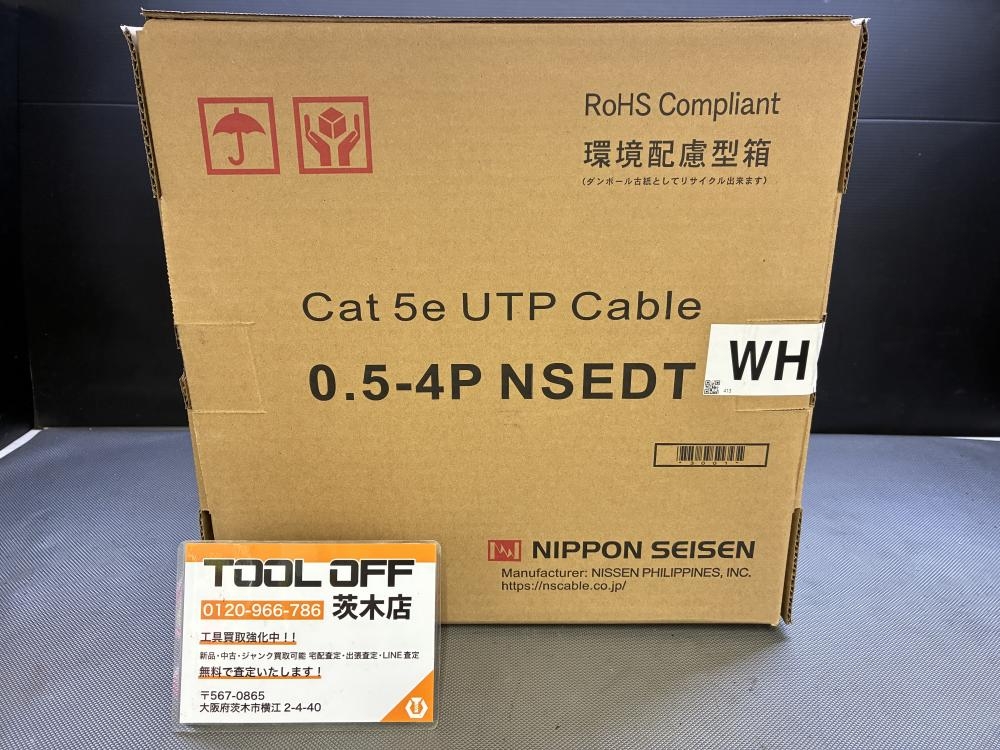 RoHS Compliant
環境配慮型箱
(ダンボール古紙としてリサイクル出来ます)
Cat 5e UTP Cable
0.5-4P NSEDT
WH
413
*3001*
NIPPON SEISEN
Manufacturer: NISSEN PHILIPPINES, INC.
https://nscable.co.jp/
TOOL OFF
0120-966-786 茨木店
工具買取強化中!!
新品・中古・ジャンク買取可能 宅配査定・出張査定・LINE査定
無料で査定いたします!
〒567-0865
大阪府茨木市横江 2-4-40